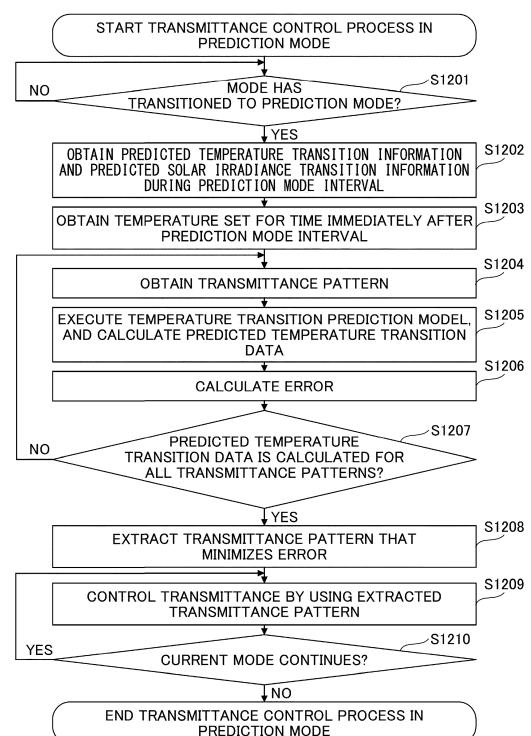 START TRANSMITTANCE CONTROL PROCESS IN
PREDICTION MODE
S1201
NO
MODE HAS
TRANSITIONED TO PREDICTION MODE?
YES
S1202
OBTAIN PREDICTED TEMPERATURE TRANSITION INFORMATION
AND PREDICTED SOLAR IRRADIANCE TRANSITION INFORMATION
DURING PREDICTION MODE INTERVAL
S1203
OBTAIN TEMPERATURE SET FOR TIME IMMEDIATELY AFTER
PREDICTION MODE INTERVAL
S1204
OBTAIN TRANSMITTANCE PATTERN
S1205
EXECUTE TEMPERATURE TRANSITION PREDICTION MODEL,
AND CALCULATE PREDICTED TEMPERATURE TRANSITION
DATA
S1206
CALCULATE ERROR
S1207
NO
PREDICTED TEMPERATURE
TRANSITION DATA IS CALCULATED FOR
ALL TRANSMITTANCE PATTERNS?
YES
S1208
EXTRACT TRANSMITTANCE PATTERN THAT
MINIMIZES ERROR
S1209
CONTROL TRANSMITTANCE BY USING EXTRACTED
TRANSMITTANCE PATTERN
S1210
YES
CURRENT MODE CONTINUES?
NO
END TRANSMITTANCE CONTROL PROCESS IN
PREDICTION MODE